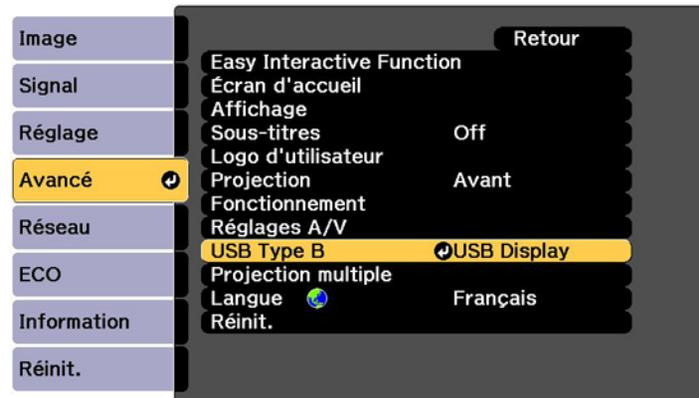 Image
Signal
Réglage
Avancé
Réseau
ECO
Information
Réinit.
Retour
Easy Interactive Function
Écran d'accueil
Affichage
Sous-titres Off
Logo d'utilisateur
Projection Avant
Fonctionnement
Réglages A/V
USB Type B USB Display
Projection multiple
Langue Français
Réinit.